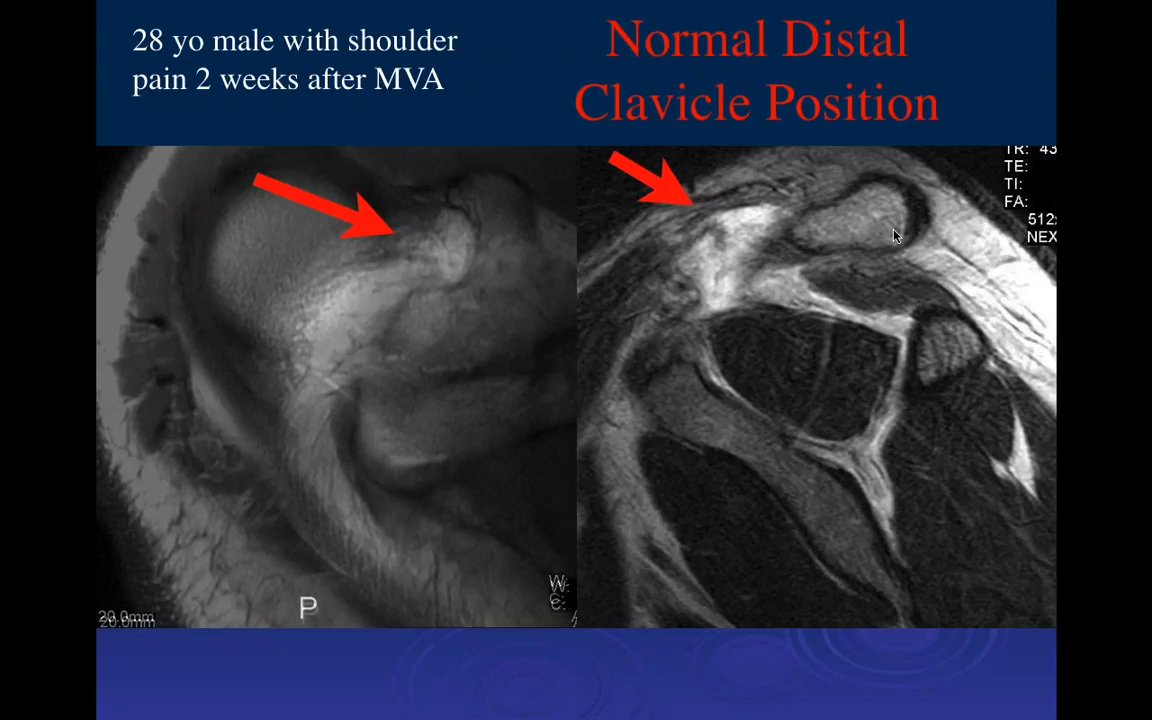 28 yo male with shoulder
pain 2 weeks after MVA
Normal Distal
Clavicle Position
TR: 43
TE:
TI:
FA:
512:
NEX
P
W:
C:
20.0mm